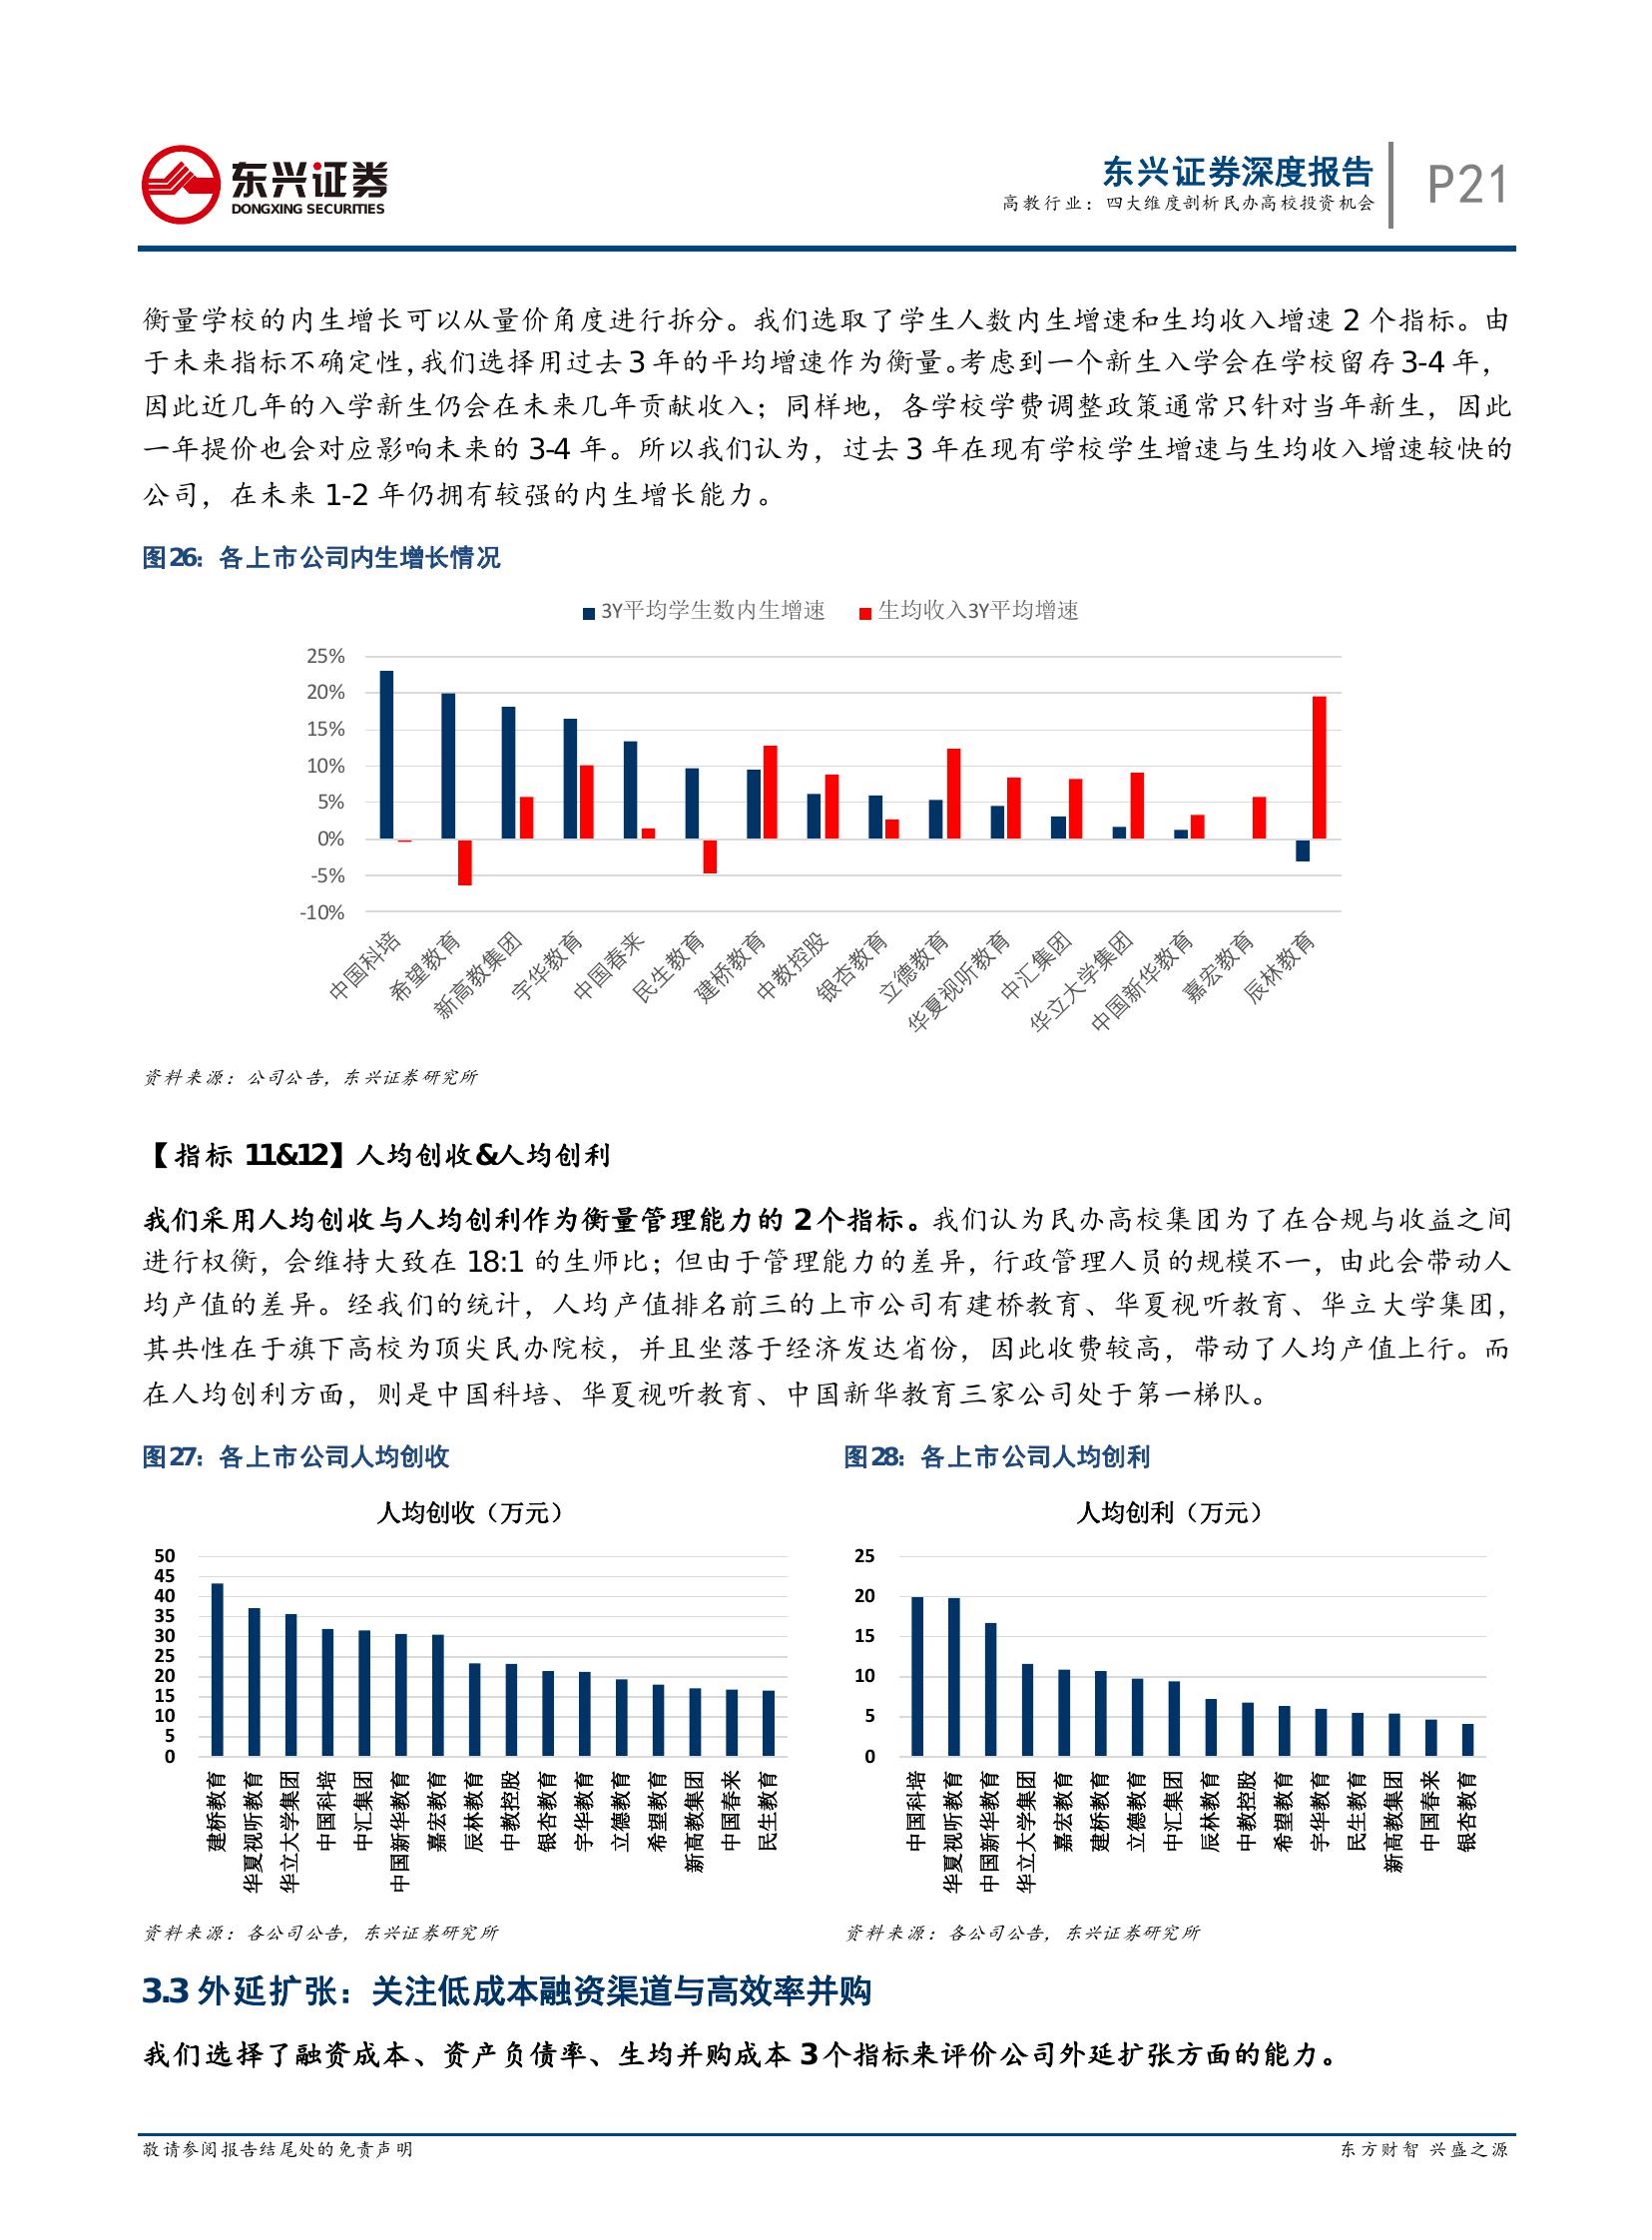 东兴证券
DONGXING SECURITIES
东兴证券深度报告
高教行业：四大维度剖析民办高校投资机会
P21
衡量学校的内生增长可以从量价角度进行拆分。我们选取了学生人数内生增速和生均收入增速 2 个指标。由
于未来指标不确定性，我们选择用过去 3 年的平均增速作为衡量。考虑到一个新生入学会在学校留存 3-4 年，
因此近几年的入学新生仍会在未来几年贡献收入；同样地，各学校学费调整政策通常只针对当年新生，因此
一年提价也会对应影响未来的 3-4 年。所以我们认为，过去 3 年在现有学校学生增速与生均收入增速较快的
公司，在未来 1-2 年仍拥有较强的内生增长能力。
图26：各上市公司内生增长情况
3Y平均学生数内生增速 生均收入3Y平均增速
25%
20%
15%
10%
5%
0%
-5%
-10%
中国科培
希望教育
新高教集团
宇华教育
中国春来
民生教育
建桥教育
中教控股
银杏教育
立德教育
华夏视听教育
中汇集团
华立大学集团
中国新华教育
嘉宏教育
辰林教育
资料来源：公司公告，东兴证券研究所
【指标 11&12】人均创收&人均创利
我们采用人均创收与人均创利作为衡量管理能力的 2 个指标。我们认为民办高校集团为了在合规与收益之间
进行权衡，会维持大致在 18:1 的生师比；但由于管理能力的差异，行政管理人员的规模不一，由此会带动人
均产值的差异。经我们的统计，人均产值排名前三的上市公司有建桥教育、华夏视听教育、华立大学集团，
其共性在于旗下高校为顶尖民办院校，并且坐落于经济发达省份，因此收费较高，带动了人均产值上行。而
在人均创利方面，则是中国科培、华夏视听教育、中国新华教育三家公司处于第一梯队。
图27：各上市公司人均创收
人均创收（万元）
50
45
40
35
30
25
20
15
10
5
0
建桥教育
华夏视听教育
华立大学集团
中国科培
中汇集团
中国新华教育
嘉宏教育
辰林教育
中教控股
银杏教育
宇华教育
立德教育
希望教育
新高教集团
中国春来
民生教育
资料来源：各公司公告，东兴证券研究所
图28：各上市公司人均创利
人均创利（万元）
25
20
15
10
5
0
中国科培
华夏视听教育
中国新华教育
华立大学集团
嘉宏教育
建桥教育
立德教育
中汇集团
辰林教育
中教控股
希望教育
宇华教育
民生教育
新高教集团
中国春来
银杏教育
资料来源：各公司公告，东兴证券研究所
3.3 外延扩张：关注低成本融资渠道与高效率并购
我们选择了融资成本、资产负债率、生均并购成本 3 个指标来评价公司外延扩张方面的能力。
敬请参阅报告结尾处的免责声明
东方财智 兴盛之源